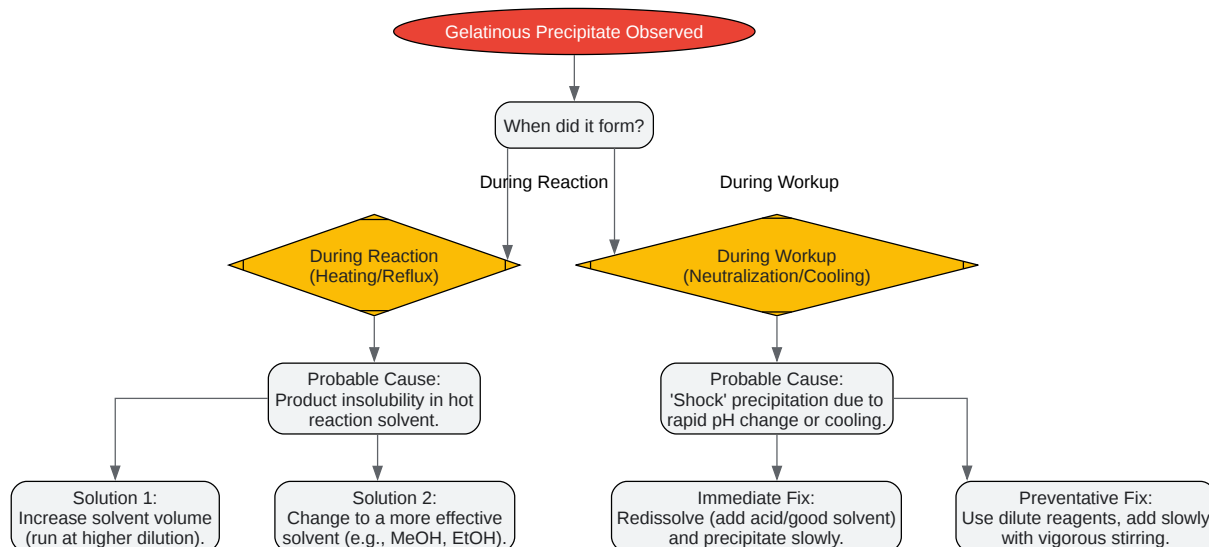 Gelatinous Precipitate Observed
When did it form?
During Reaction
During Workup
During Reaction
(Heating/Reflux)
During Workup
(Neutralization/Cooling)
Probable Cause:
Product insolubility in hot
reaction solvent.
Probable Cause:
'Shock' precipitation due to
rapid pH change or cooling.
Solution 1:
Increase solvent volume
(run at higher dilution).
Solution 2:
Change to a more effective
solvent (e.g., MeOH, EtOH).
Immediate Fix:
Redissolve (add acid/good solvent)
and precipitate slowly.
Preventative Fix:
Use dilute reagents, add slowly
with vigorous stirring.